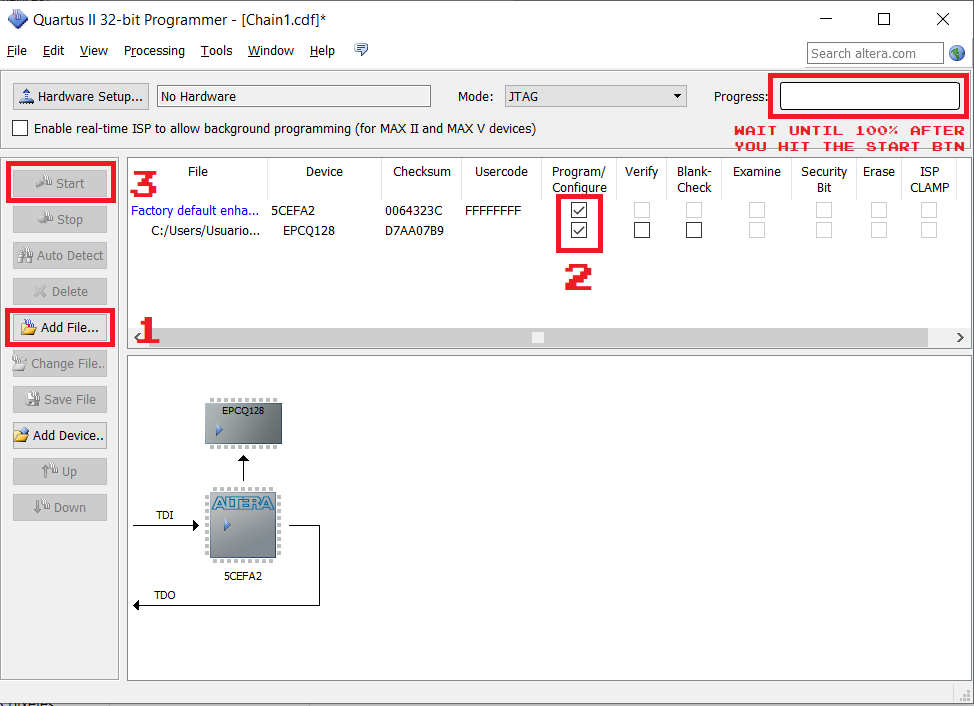 Quartus II 32-bit Programmer - [Chain1.cdf]*
File Edit View Processing Tools Window Help
Search altera.com
Hardware Setup... No Hardware Mode: JTAG Progress:
Enable real-time ISP to allow background programming (for MAX II and MAX V devices)
WAIT UNTIL 100% AFTER
YOU HIT THE START BTN
Start
3
Stop
Auto Detect
Delete
Add File...
1
Change File..
Save File
Add Device..
Up
Down
File Device Checksum Usercode Program/ Verify Blank- Examine Security Erase ISP
Configure Check Bit CLAMP
Factory default enha... 5CEFA2 0064323C FFFFFFFF
C:/Users/Usuario... EPCQ128 D7AA07B9
2
EPCQ128
ALTERA
TDI
5CEFA2
TDO